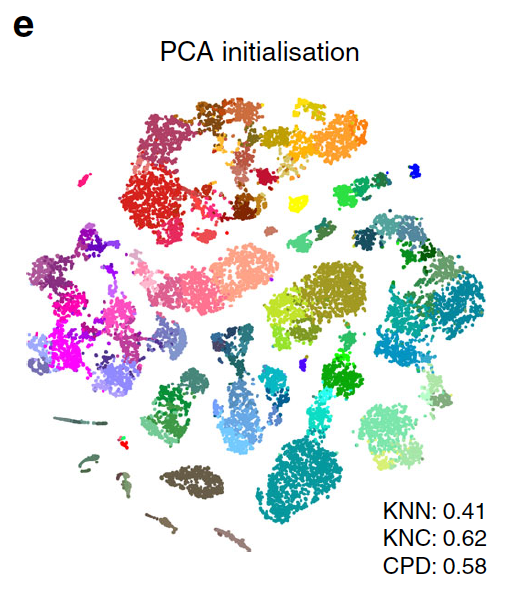 e
PCA initialisation
KNN: 0.41
KNC: 0.62
CPD: 0.58